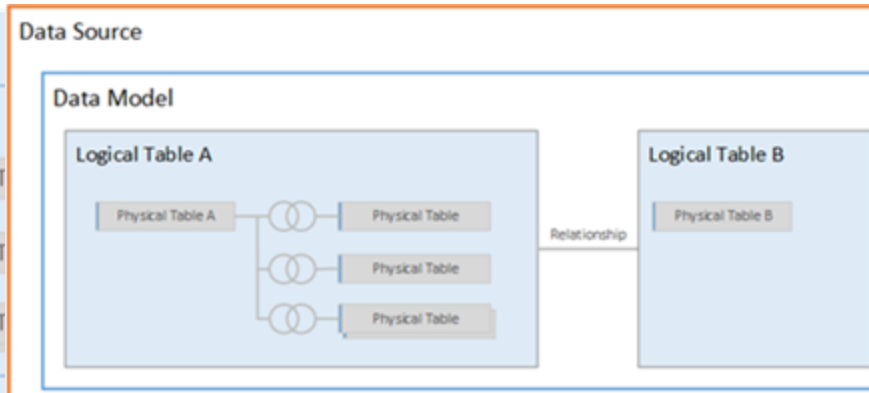 Data Source
Data Model
Logical Table A
Logical Table B
Physical Table A
Physical Table
Physical Table B
Relationship
Physical Table
Physical Table